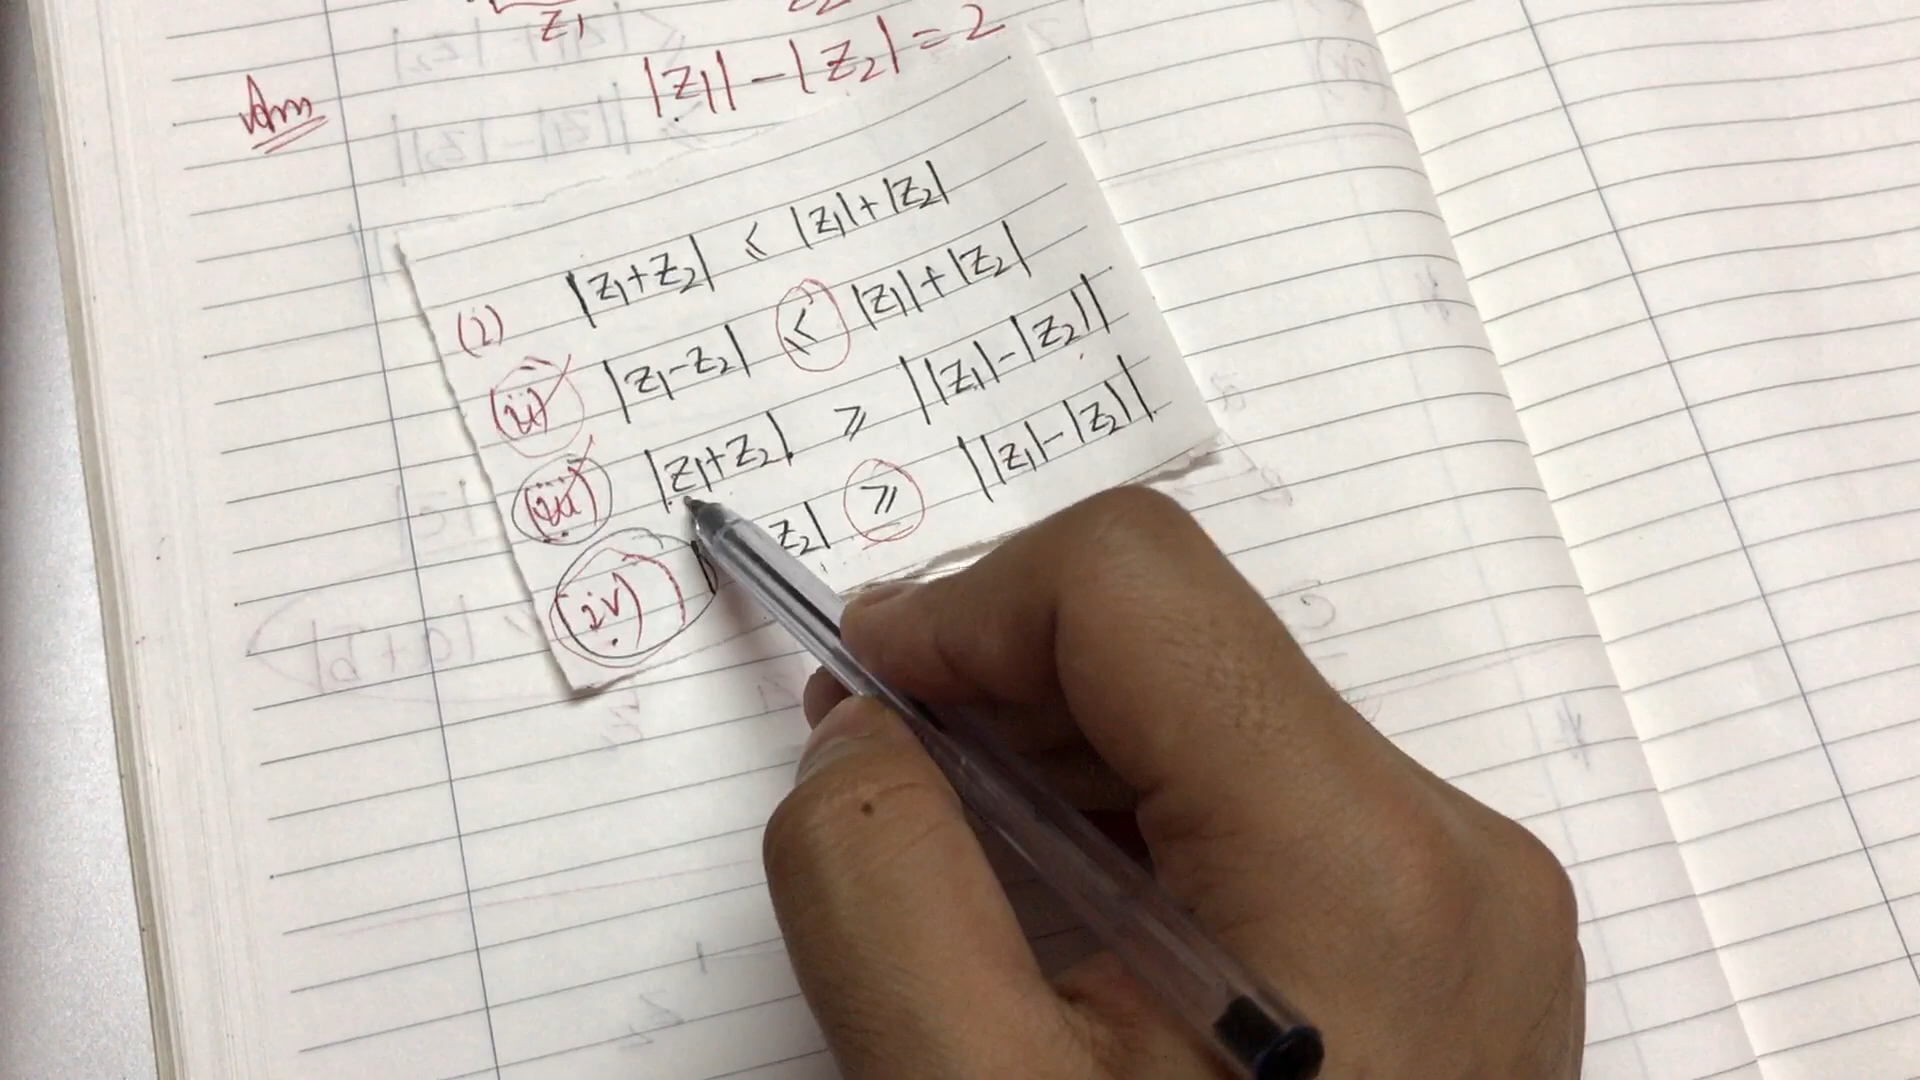 z₁ z₂
|z₁| - |z₂| = 2
Ans
(i) |z₁+z₂| ≤ |z₁|+|z₂|
(ii) |z₁-z₂| ≤ |z₁|+|z₂|
(iii) |z₁+z₂| ≥ ||z₁|-|z₂||
(iv) z₂| ≥ ||z₁|-|z₂||